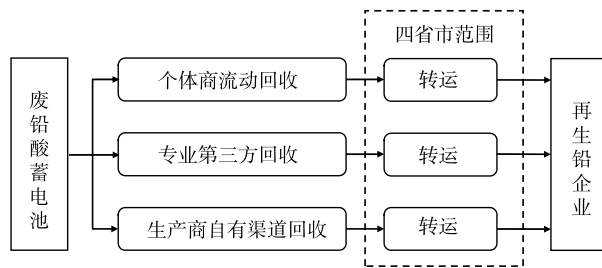 废铅酸蓄电池
个体商流动回收
专业第三方回收
生产商自有渠道回收
四省市范围
转运
转运
转运
再生铅企业